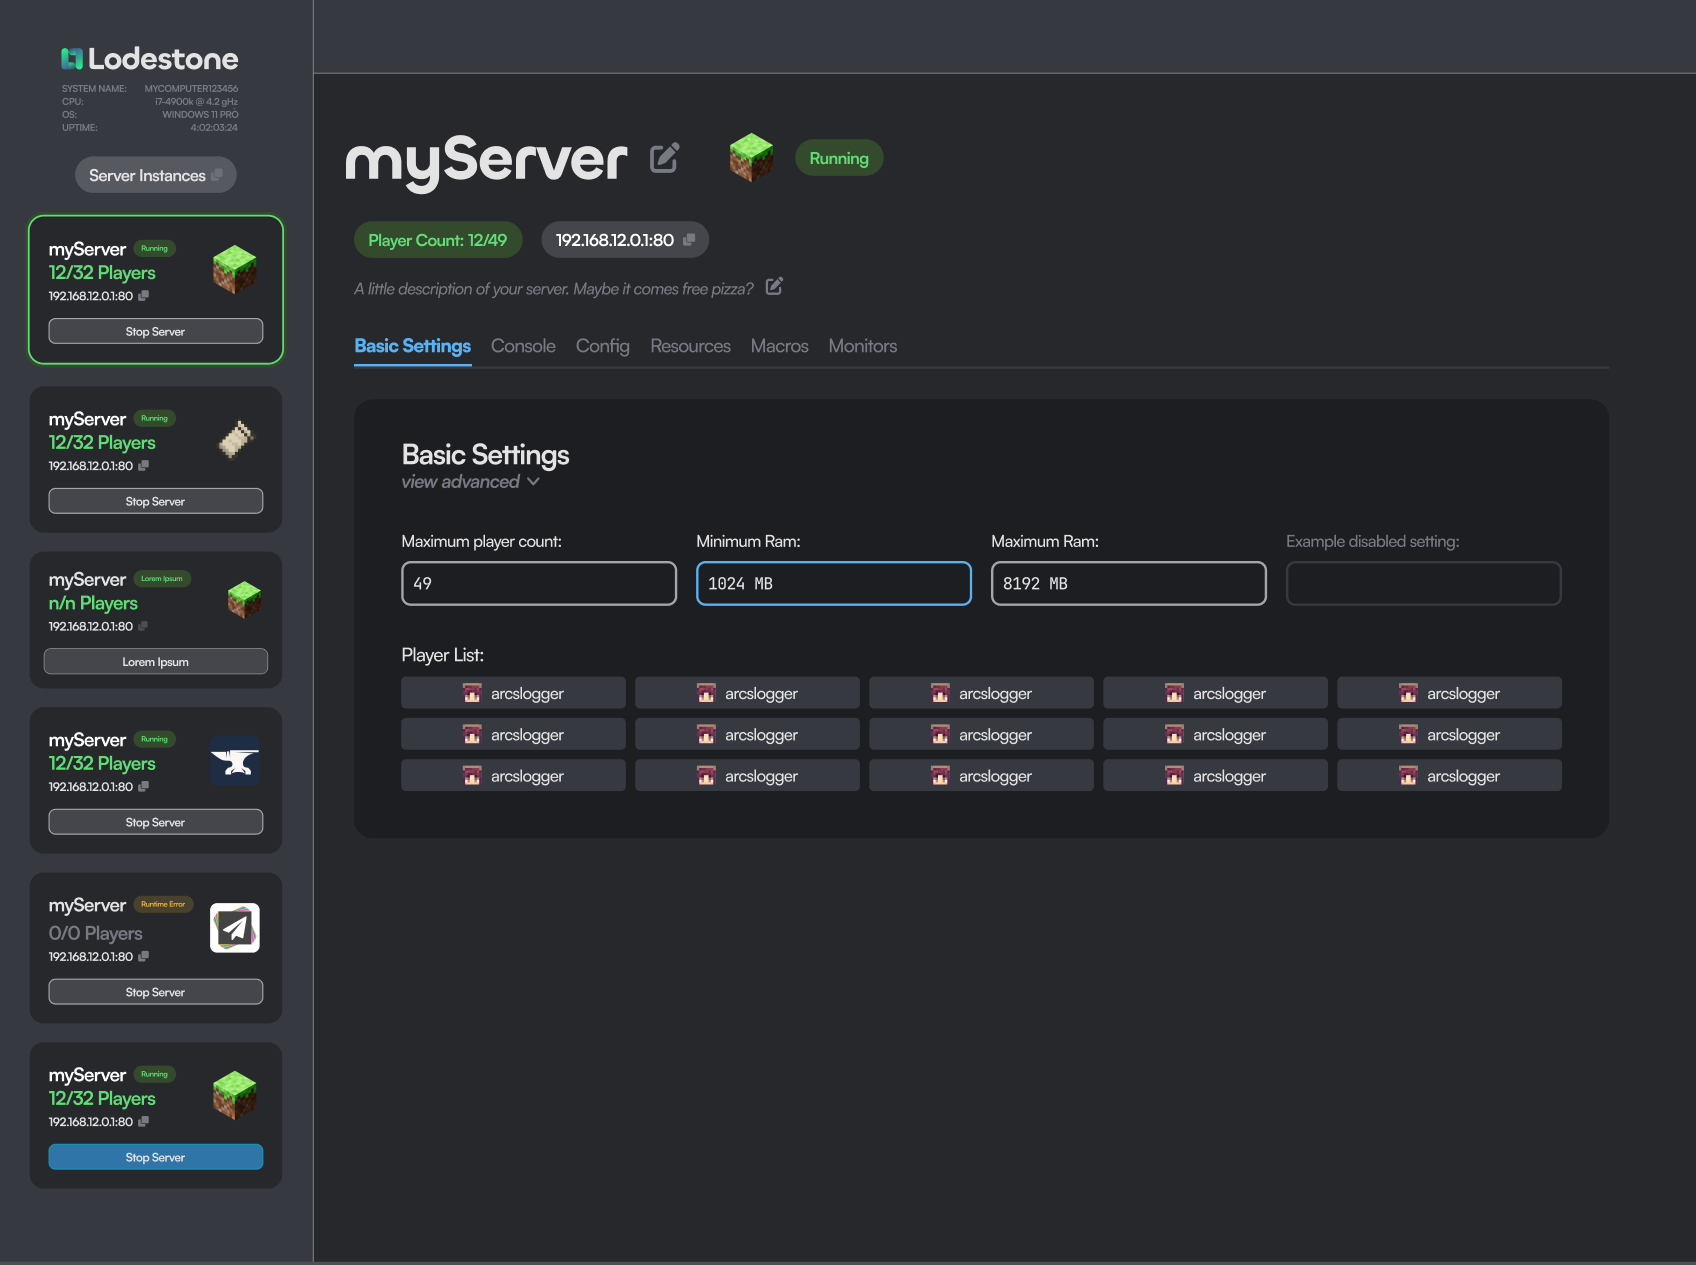 Lodestone
SYSTEM NAME: MYCOMPUTER123456
CPU: i7-4900k @ 4.2 gHz
OS: WINDOWS 11 PRO
UPTIME: 4:02:03:24
Server Instances
myServer Running
12/32 Players
192.168.12.0.1:80
Stop Server
myServer Running
12/32 Players
192.168.12.0.1:80
Stop Server
myServer Lorem Ipsum
n/n Players
192.168.12.0.1:80
Lorem Ipsum
myServer Running
12/32 Players
192.168.12.0.1:80
Stop Server
myServer Runtime Error
0/0 Players
192.168.12.0.1:80
Stop Server
myServer Running
12/32 Players
192.168.12.0.1:80
Stop Server
myServer Running
Player Count: 12/49 192.168.12.0.1:80
A little description of your server. Maybe it comes free pizza?
Basic Settings Console Config Resources Macros Monitors
Basic Settings
view advanced
Maximum player count: Minimum Ram: Maximum Ram: Example disabled setting:
49 1024 MB 8192 MB
Player List:
arcslogger arcslogger arcslogger arcslogger arcslogger
arcslogger arcslogger arcslogger arcslogger arcslogger
arcslogger arcslogger arcslogger arcslogger arcslogger